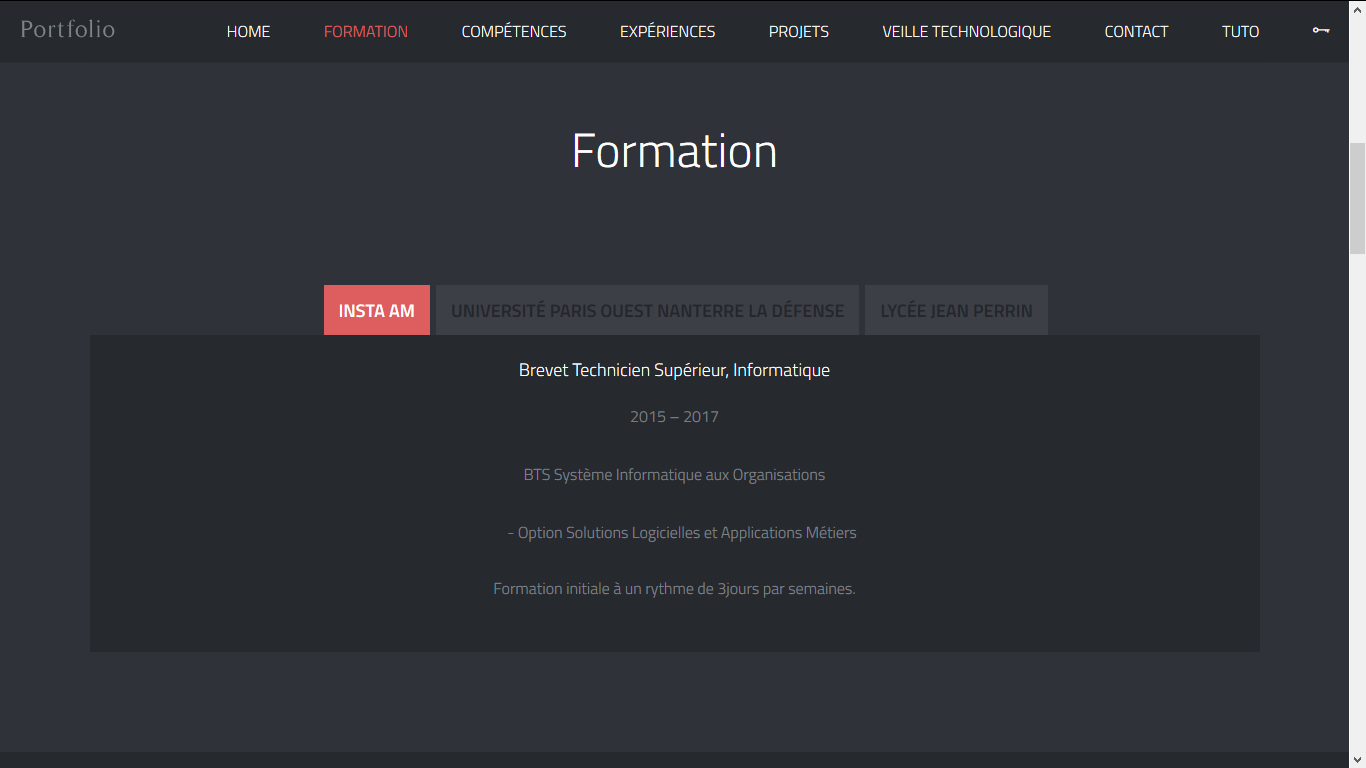 Portfolio HOME FORMATION COMPÉTENCES EXPÉRIENCES PROJETS VEILLE TECHNOLOGIQUE CONTACT TUTO
Formation
INSTA AM UNIVERSITÉ PARIS OUEST NANTERRE LA DÉFENSE LYCÉE JEAN PERRIN
Brevet Technicien Supérieur, Informatique
2015 – 2017
BTS Système Informatique aux Organisations
- Option Solutions Logicielles et Applications Métiers
Formation initiale à un rythme de 3jours par semaines.